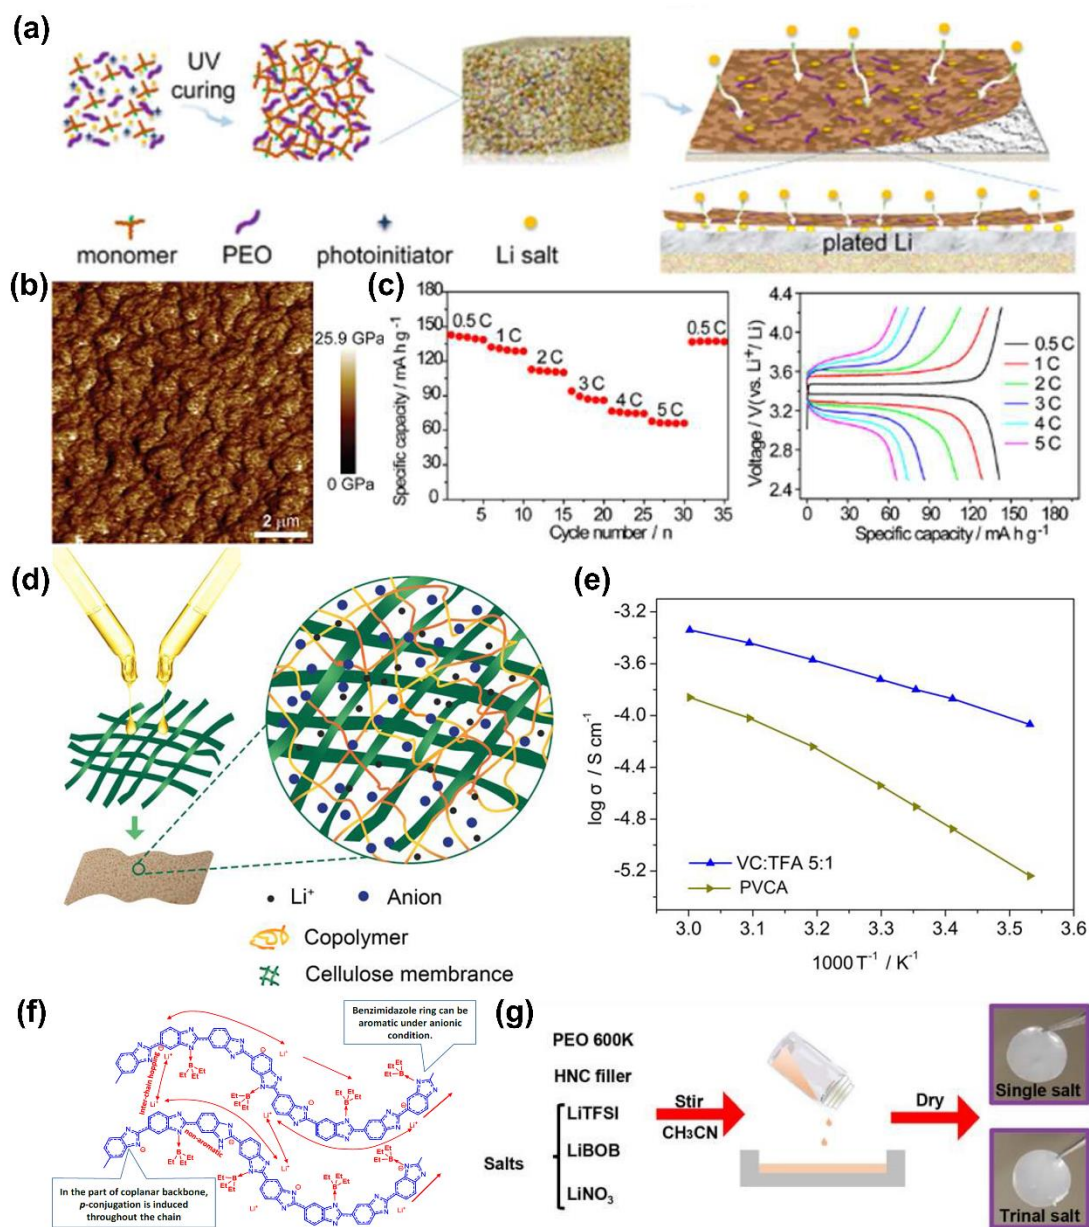 (a)
UV
curing
monomer
PEO
photoinitiator
Li salt
plated Li
(b)
25.9 GPa
0 GPa
2 μm
(c)
180
150
120
90
60
30
0
Specific capacity / mA h g⁻¹
0.5 C
1 C
2 C
3 C
4 C
5 C
0.5 C
5 10 15 20 25 30 35
Cycle number / n
4.4
4.0
3.6
3.2
2.8
2.4
Voltage / V( vs. Li⁺/ Li)
0.5 C
1 C
2 C
3 C
4 C
5 C
0 30 60 90 120 150 180
Specific capacity / mA h g⁻¹
(d)
Li⁺
Anion
Copolymer
Cellulose membrance
(e)
-3.2
-3.6
-4.0
-4.4
-4.8
-5.2
log σ / S cm⁻¹
VC:TFA 5:1
PVCA
3.0 3.1 3.2 3.3 3.4 3.5 3.6
1000 T⁻¹ / K⁻¹
(f)
Benzimidazole ring can be
aromatic under anionic
condition.
Inter-chain hopping
non-aromatic
In the part of coplanar backbone,
p-conjugation is induced
throughout the chain
(g)
PEO 600K
HNC filler
Salts
LiTFSI
LiBOB
LiNO₃
Stir
CH₃CN
Dry
Single salt
Trinal salt